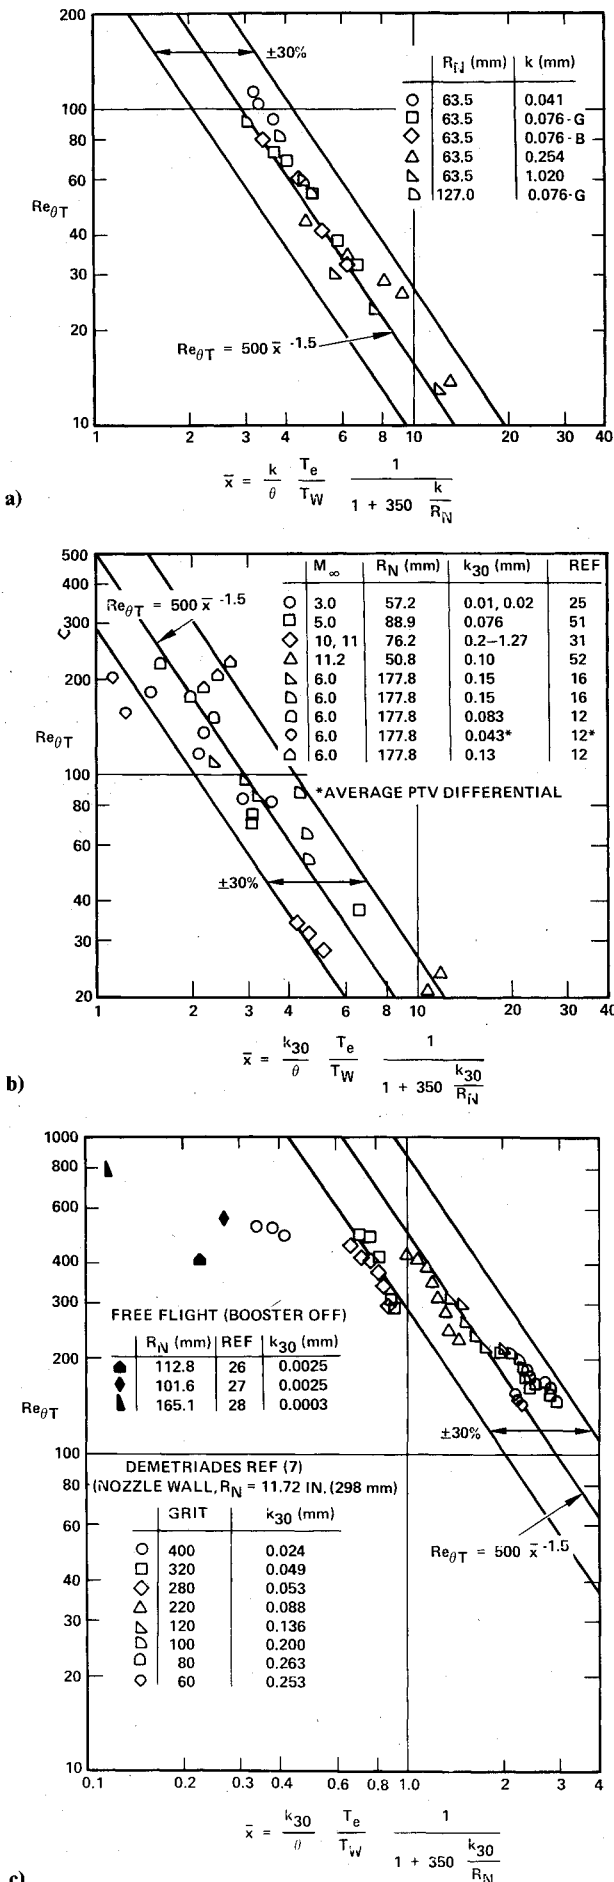 200
100
80
60
40
30
20
10
Re_θT
±30%
R_N (mm) k (mm)
○ 63.5 0.041
□ 63.5 0.076-G
◇ 63.5 0.076-B
△ 63.5 0.254
◺ 63.5 1.020
D 127.0 0.076-G
Re_θT = 500 x̄ -1.5
1 2 4 6 8 10 20 30 40
x̄ = k/θ T_e/T_W 1/(1 + 350 k/R_N)
a)
500
400
300
200
100
80
60
40
30
20
Re_θT
Re_θT = 500 x̄ -1.5
M∞ R_N (mm) k30 (mm) REF
○ 3.0 57.2 0.01, 0.02 25
□ 5.0 88.9 0.076 51
◇ 10, 11 76.2 0.2–1.27 31
△ 11.2 50.8 0.10 52
6.0 177.8 0.15 16
6.0 177.8 0.15 16
6.0 177.8 0.083 12
6.0 177.8 0.043* 12*
6.0 177.8 0.13 12
*AVERAGE PTV DIFFERENTIAL
±30%
1 2 3 4 6 8 10 20 30 40
x̄ = k30/θ T_e/T_W 1/(1 + 350 k30/R_N)
b)
1000
800
600
400
300
200
100
80
60
40
30
20
10
Re_θT
FREE FLIGHT (BOOSTER OFF)
R_N (mm) REF k30 (mm)
112.8 26 0.0025
101.6 27 0.0025
165.1 28 0.0003
±30%
DEMETRIADES REF (7)
(NOZZLE WALL, R_N = 11.72 IN. (298 mm)
GRIT k30 (mm)
○ 400 0.024
□ 320 0.049
◇ 280 0.053
△ 220 0.088
120 0.136
100 0.200
80 0.263
60 0.253
Re_θT = 500 x̄ -1.5
0.1 0.2 0.3 0.4 0.6 0.8 1.0 2 3 4
x̄ = k30/θ T_e/T_W 1/(1 + 350 k30/R_N)
c)